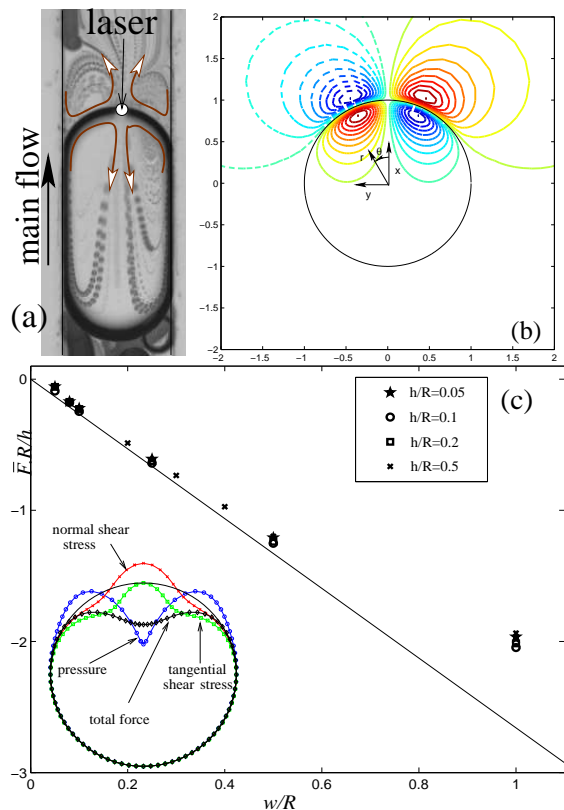 laser
main flow
(a)
2
1.5
1
0.5
0
−0.5
−1
−1.5
−2
−2 −1.5 −1 −0.5 0 0.5 1 1.5 2
r θ x
y
(b)
(c)
h/R=0.05
h/R=0.1
h/R=0.2
h/R=0.5
0
−1
−2
−3
F̅ R/h
normal shear
stress
pressure
tangential
shear stress
total force
0 0.2 0.4 0.6 0.8 1
w/R